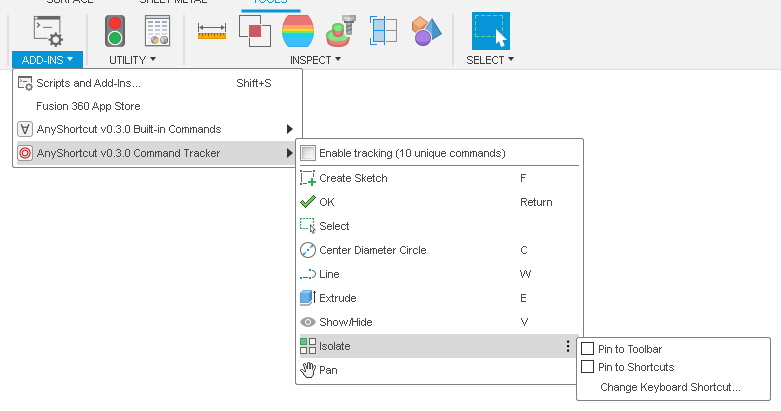 SURFACE
SHEET METAL
TOOLS
ADD-INS
UTILITY
INSPECT
SELECT
Scripts and Add-Ins... Shift+S
Fusion 360 App Store
AnyShortcut v0.3.0 Built-in Commands
AnyShortcut v0.3.0 Command Tracker
Enable tracking (10 unique commands)
Create Sketch F
OK Return
Select
Center Diameter Circle C
Line W
Extrude E
Show/Hide V
Isolate
Pan
Pin to Toolbar
Pin to Shortcuts
Change Keyboard Shortcut...